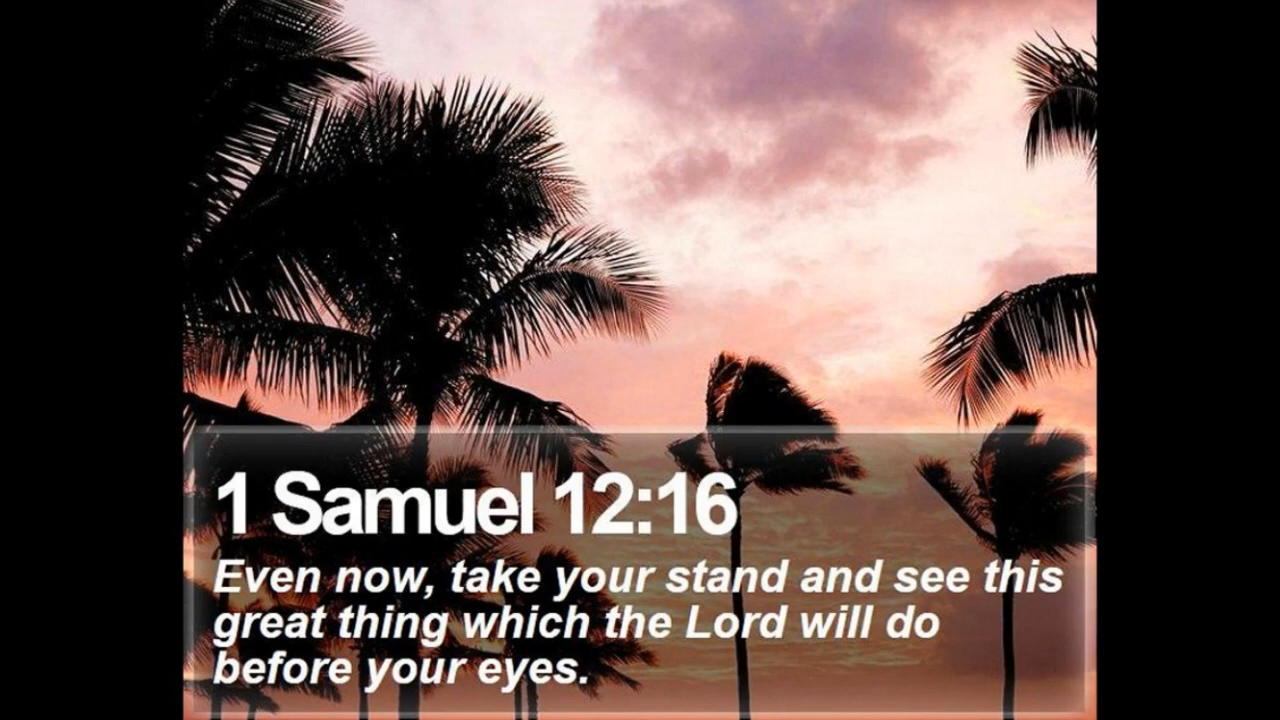 1 Samuel 12:16
Even now, take your stand and see this
great thing which the Lord will do
before your eyes.